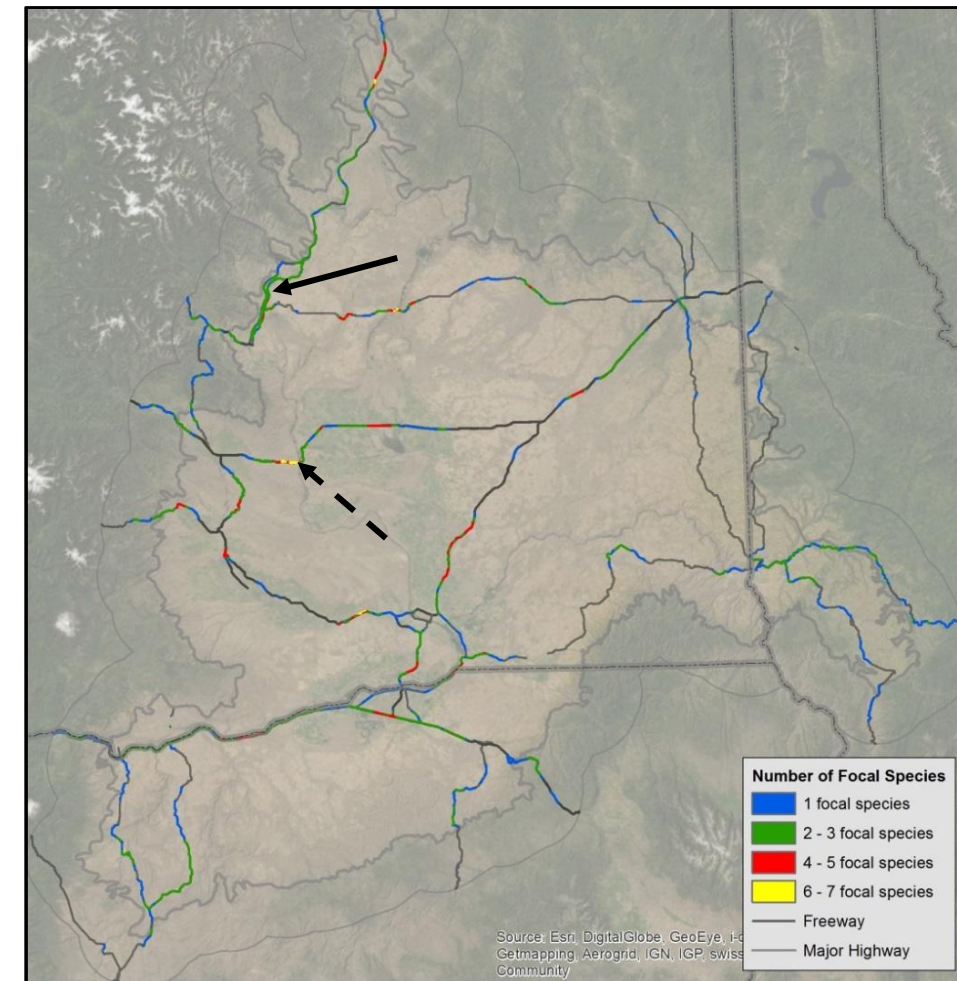 Number of Focal Species
1 focal species
2 - 3 focal species
4 - 5 focal species
6 - 7 focal species
Freeway
Major Highway
Source: Esri, DigitalGlobe, GeoEye,
Getmapping, Aerogrid, IGN, IGP,
Community